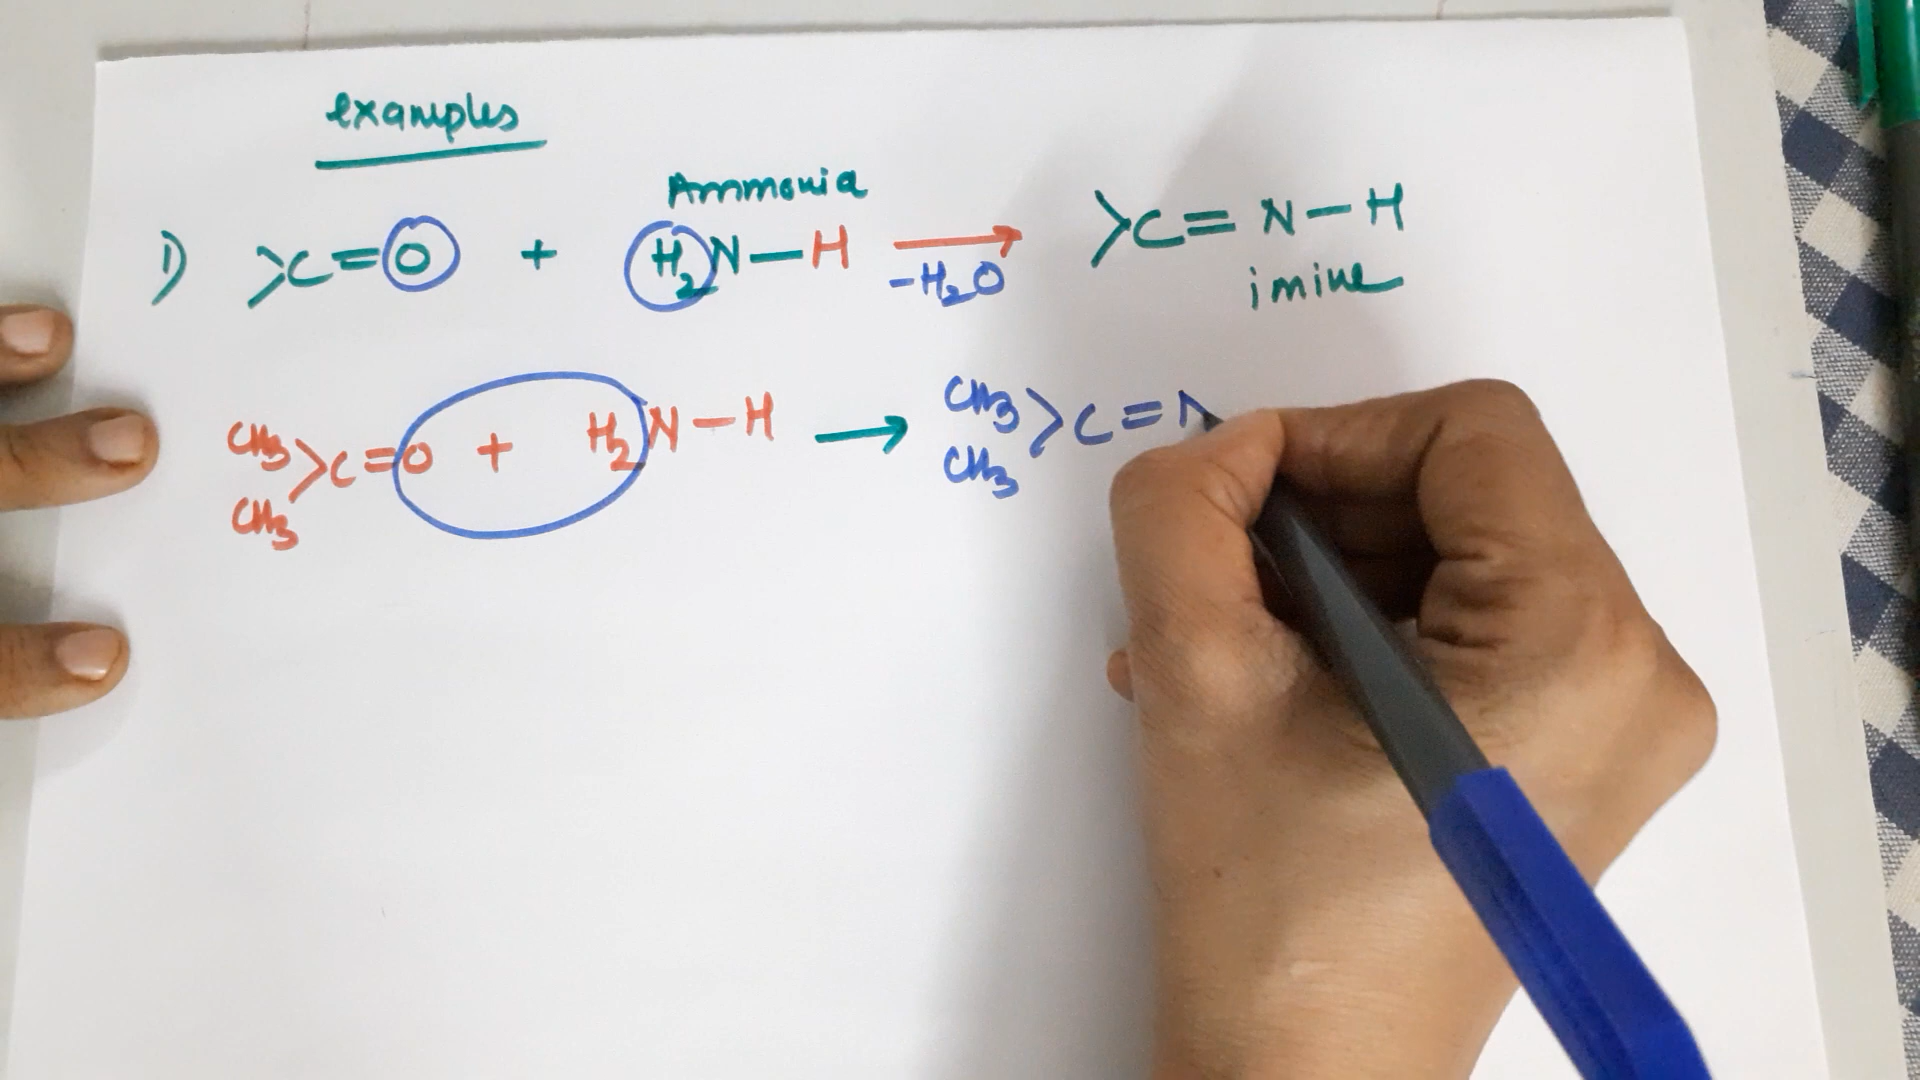 examples
Ammonia
1) >C=O + H₂N—H → >C=N—H
-H₂O
imine
CH₃ CH₃ >C=O + H₂N—H → CH₃ CH₃ >C=N